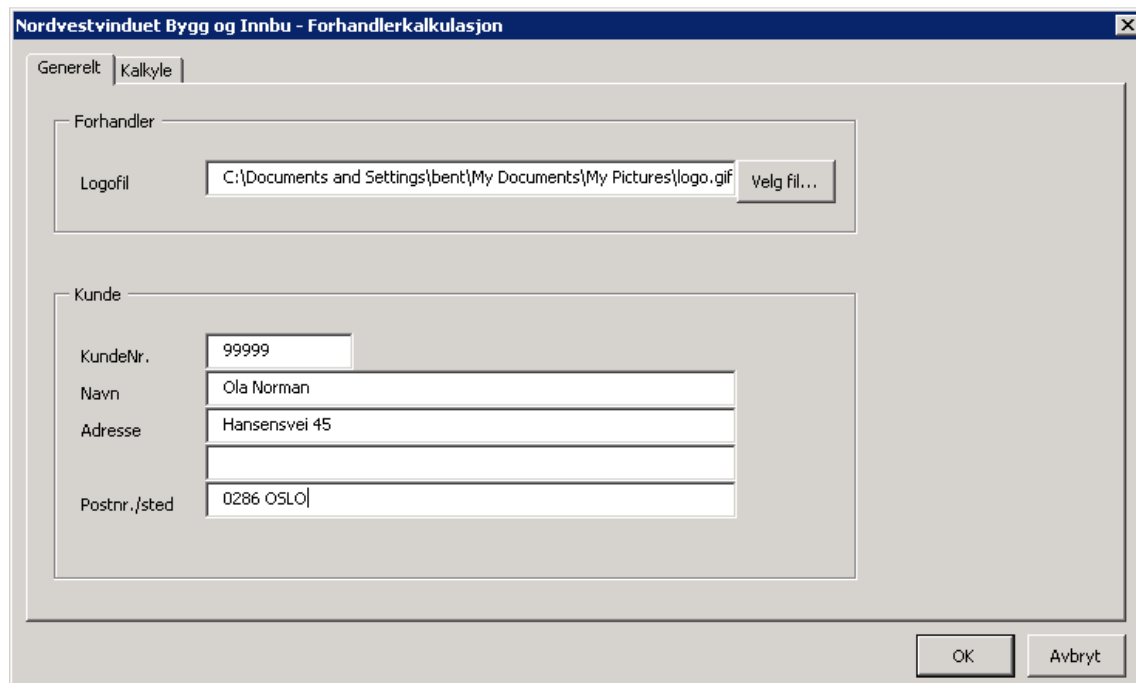 Nordvestvinduet Bygg og Innbu - Forhandlerkalkulasjon
Generelt Kalkyle
Forhandler
Logofil C:\Documents and Settings\bent\My Documents\My Pictures\logo.gif Velg fil...
Kunde
KundeNr. 99999
Navn Ola Norman
Adresse Hansensvei 45
Postnr./sted 0286 OSLO
OK Avbryt